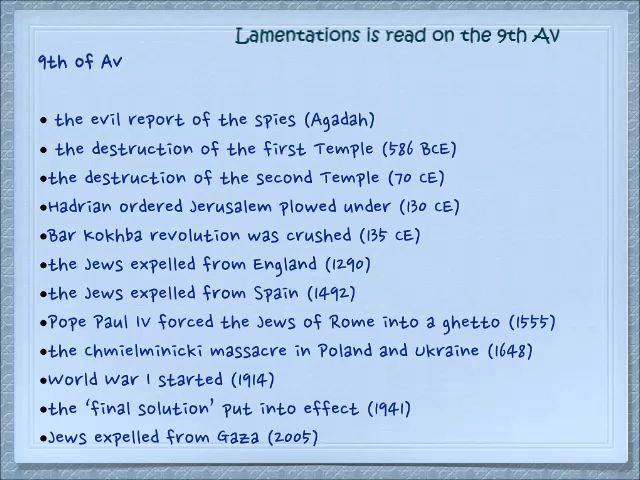 Lamentations is read on the 9th Av
9th of Av
• the evil report of the spies (Agadah)
• the destruction of the first Temple (586 BCE)
•the destruction of the second Temple (70 CE)
•Hadrian ordered Jerusalem plowed under (130 CE)
•Bar Kokhba revolution was crushed (135 CE)
•the Jews expelled from England (1290)
•the Jews expelled from Spain (1492)
•Pope Paul IV forced the Jews of Rome into a ghetto (1555)
•the Chmielminicki massacre in Poland and Ukraine (1648)
•World War 1 started (1914)
•the ‘final solution’ put into effect (1941)
•Jews expelled from Gaza (2005)